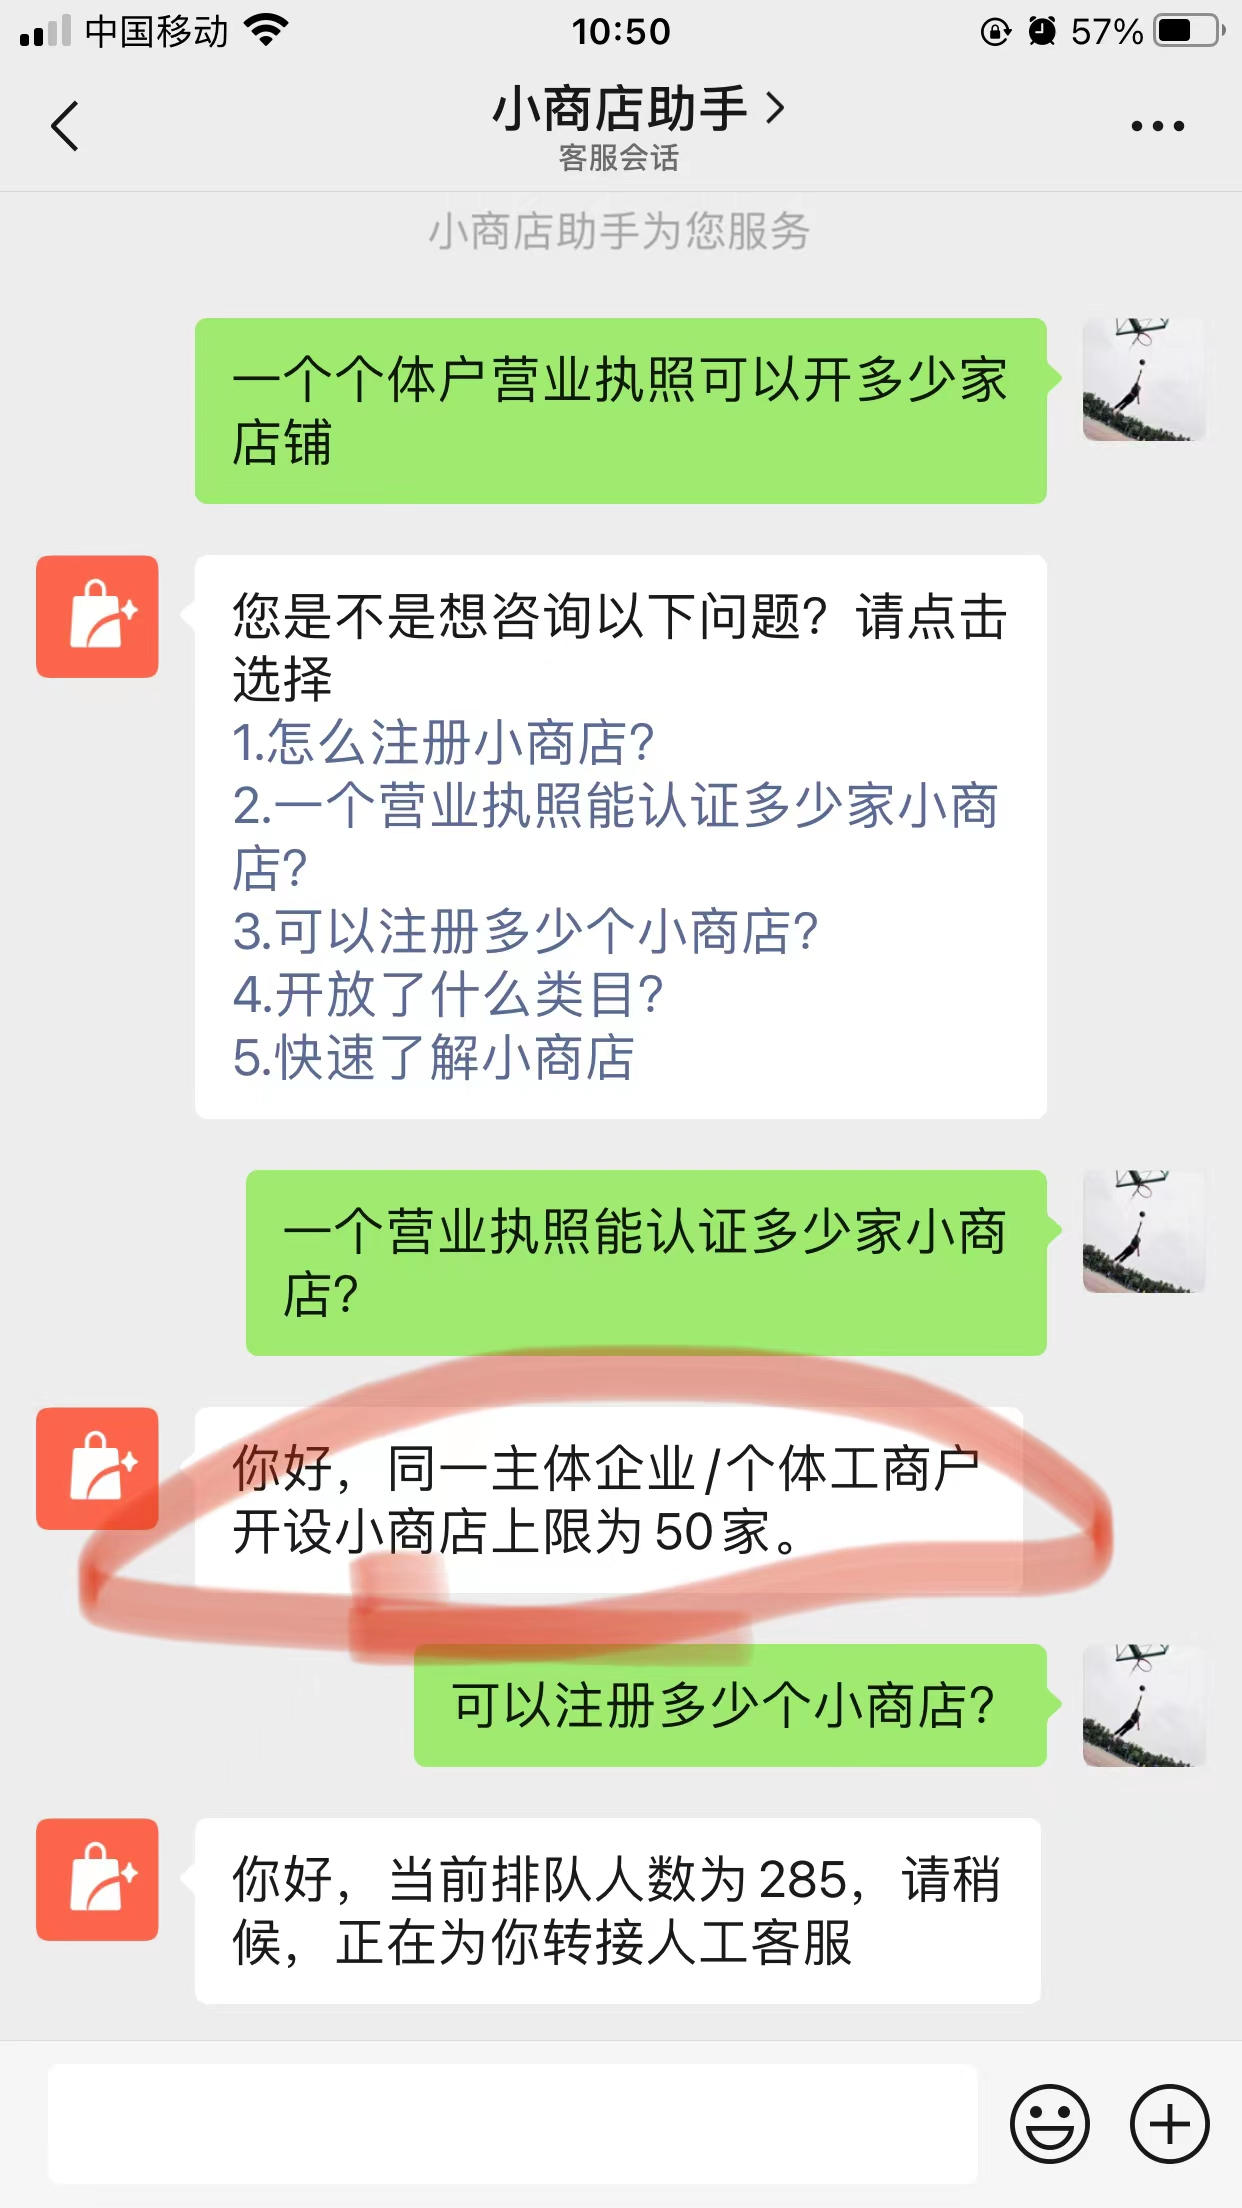 中国移动
10:50
57%
小商店助手
客服会话
小商店助手为您服务
一个个体户营业执照可以开多少家
店铺
您是不是想咨询以下问题？请点击
选择
1.怎么注册小商店?
2.一个营业执照能认证多少家小商
店?
3.可以注册多少个小商店?
4.开放了什么类目?
5.快速了解小商店
一个营业执照能认证多少家小商
店?
你好，同一主体企业/个体工商户
开设小商店上限为50家。
可以注册多少个小商店?
你好，当前排队人数为285，请稍
候，正在为你转接人工客服